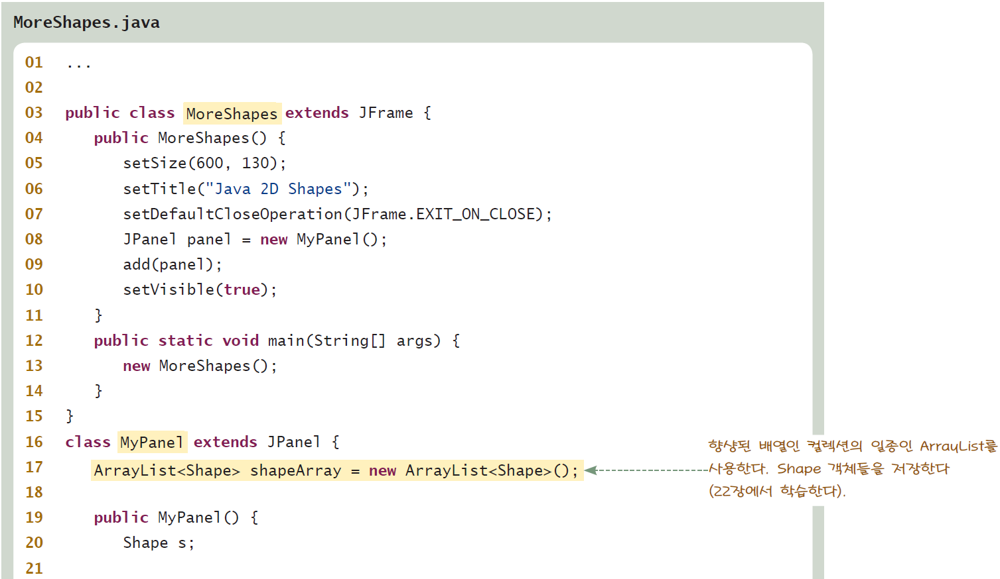 MoreShapes.java
01 ...
02
03 public class MoreShapes extends JFrame {
04 public MoreShapes() {
05 setSize(600, 130);
06 setTitle("Java 2D Shapes");
07 setDefaultCloseOperation(JFrame.EXIT_ON_CLOSE);
08 JPanel panel = new MyPanel();
09 add(panel);
10 setVisible(true);
11 }
12 public static void main(String[] args) {
13 new MoreShapes();
14 }
15 }
16 class MyPanel extends JPanel {
17 ArrayList<Shape> shapeArray = new ArrayList<Shape>();
향상된 배열인 컬렉션의 일종인 ArrayList를
사용한다. Shape 객체들을 저장한다
(22장에서 학습한다).
18
19 public MyPanel() {
20 Shape s;
21